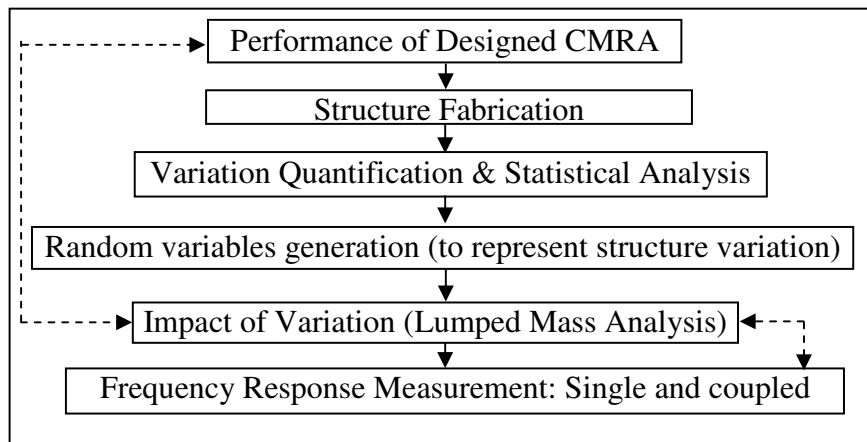 Performance of Designed CMRA
Structure Fabrication
Variation Quantification & Statistical Analysis
Random variables generation (to represent structure variation)
Impact of Variation (Lumped Mass Analysis)
Frequency Response Measurement: Single and coupled